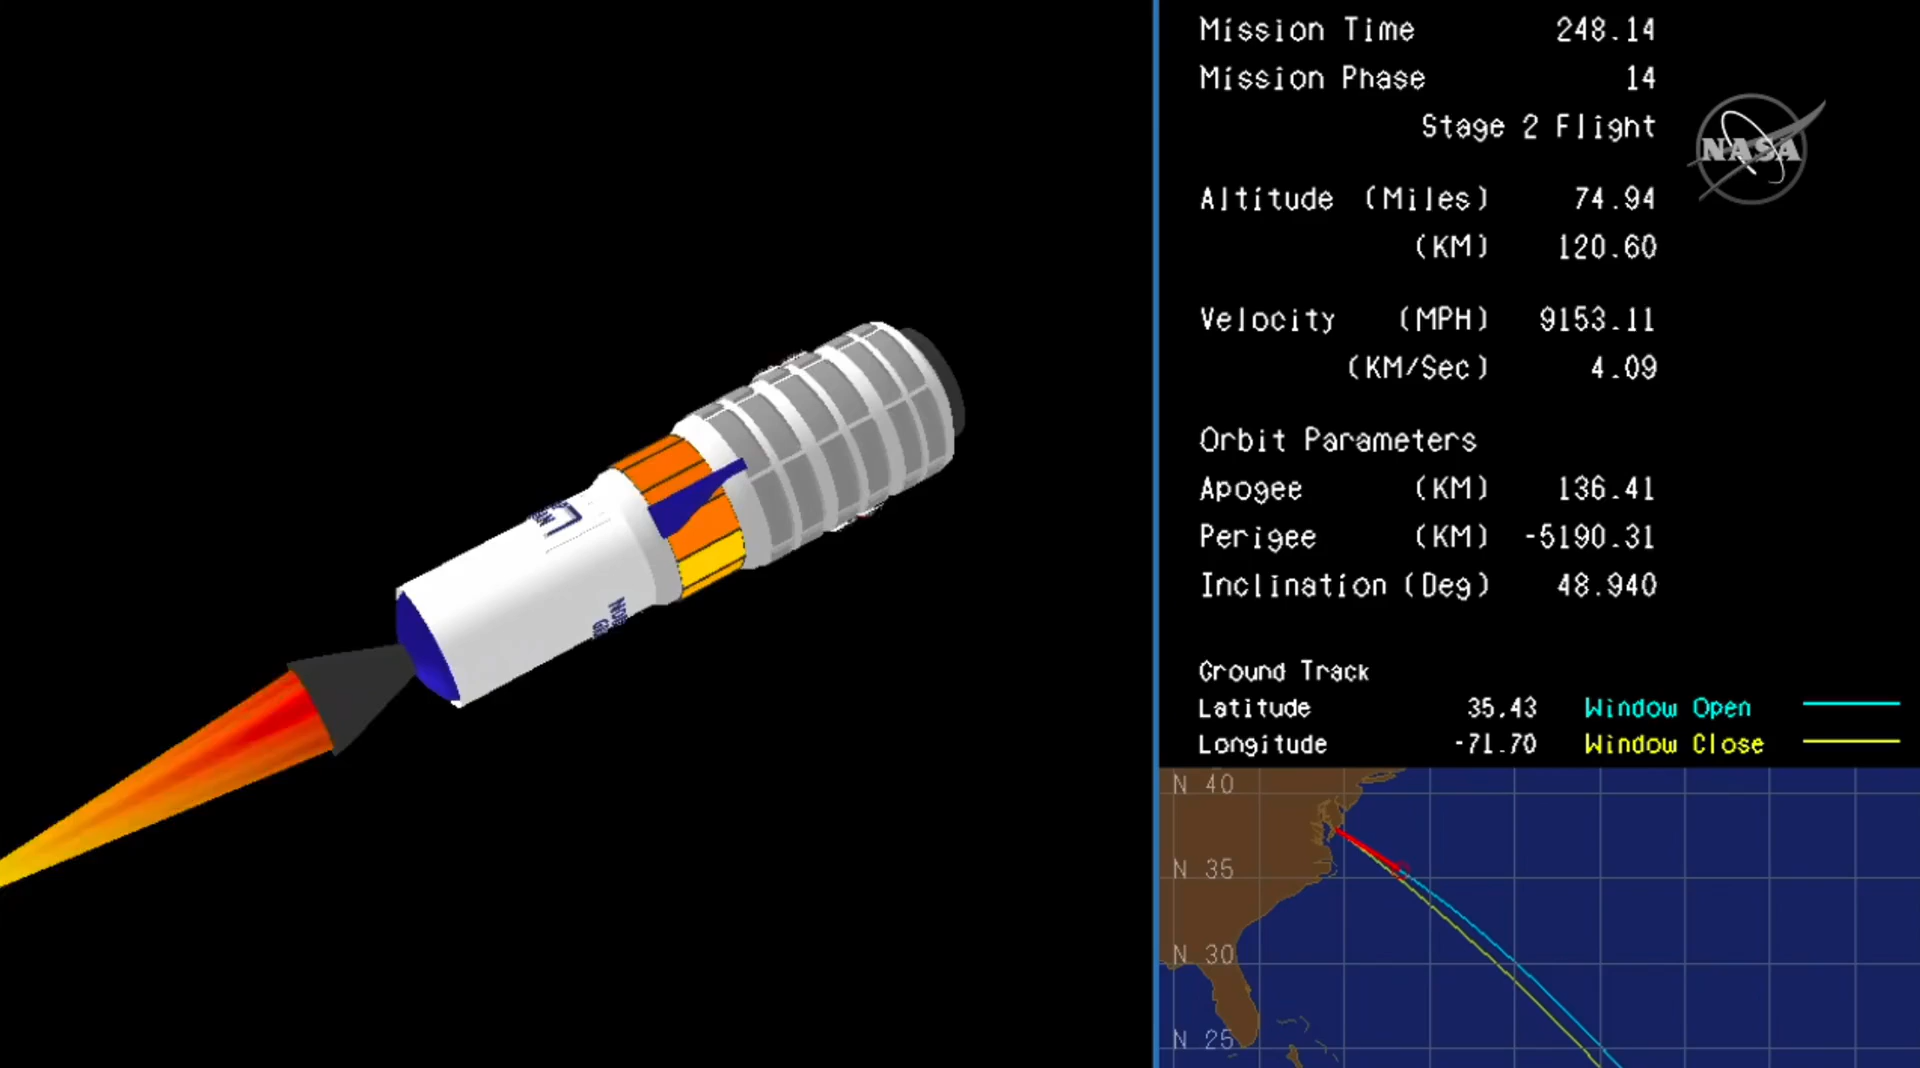 Mission Time 248.14
Mission Phase 14
Stage 2 Flight
NASA
Altitude (Miles) 74.94
(KM) 120.60
Velocity (MPH) 9153.11
(KM/Sec) 4.09
Orbit Parameters
Apogee (KM) 136.41
Perigee (KM) -5190.31
Inclination (Deg) 48.940
Ground Track
Latitude 35.43 Window Open
Longitude -71.70 Window Close
N 40
N 35
N 30
N 25